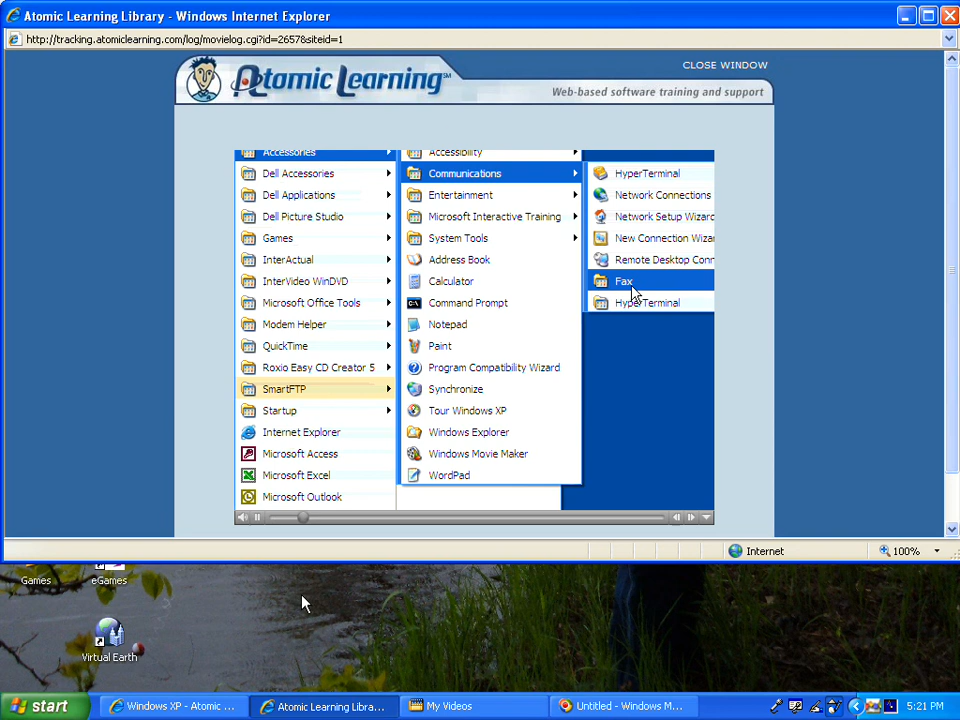 Atomic Learning Library - Windows Internet Explorer
http://tracking.atomiclearning.com/log/movielog.cgi?id=2657&siteid=1
CLOSE WINDOW
Atomic Learning SM
Web-based software training and support
Accessories
Dell Accessories
Dell Applications
Dell Picture Studio
Games
InterActual
InterVideo WinDVD
Microsoft Office Tools
Modem Helper
QuickTime
Roxio Easy CD Creator 5
SmartFTP
Startup
Internet Explorer
Microsoft Access
Microsoft Excel
Microsoft Outlook
Accessibility
Communications
Entertainment
Microsoft Interactive Training
System Tools
Address Book
Calculator
Command Prompt
Notepad
Paint
Program Compatibility Wizard
Synchronize
Tour Windows XP
Windows Explorer
Windows Movie Maker
WordPad
HyperTerminal
Network Connections
Network Setup Wizard
New Connection Wizar
Remote Desktop Conn
Fax
HyperTerminal
Internet
100%
Games
eGames
Virtual Earth
start
Windows XP - Atomic ...
Atomic Learning Libra...
My Videos
Untitled - Windows M...
5:21 PM